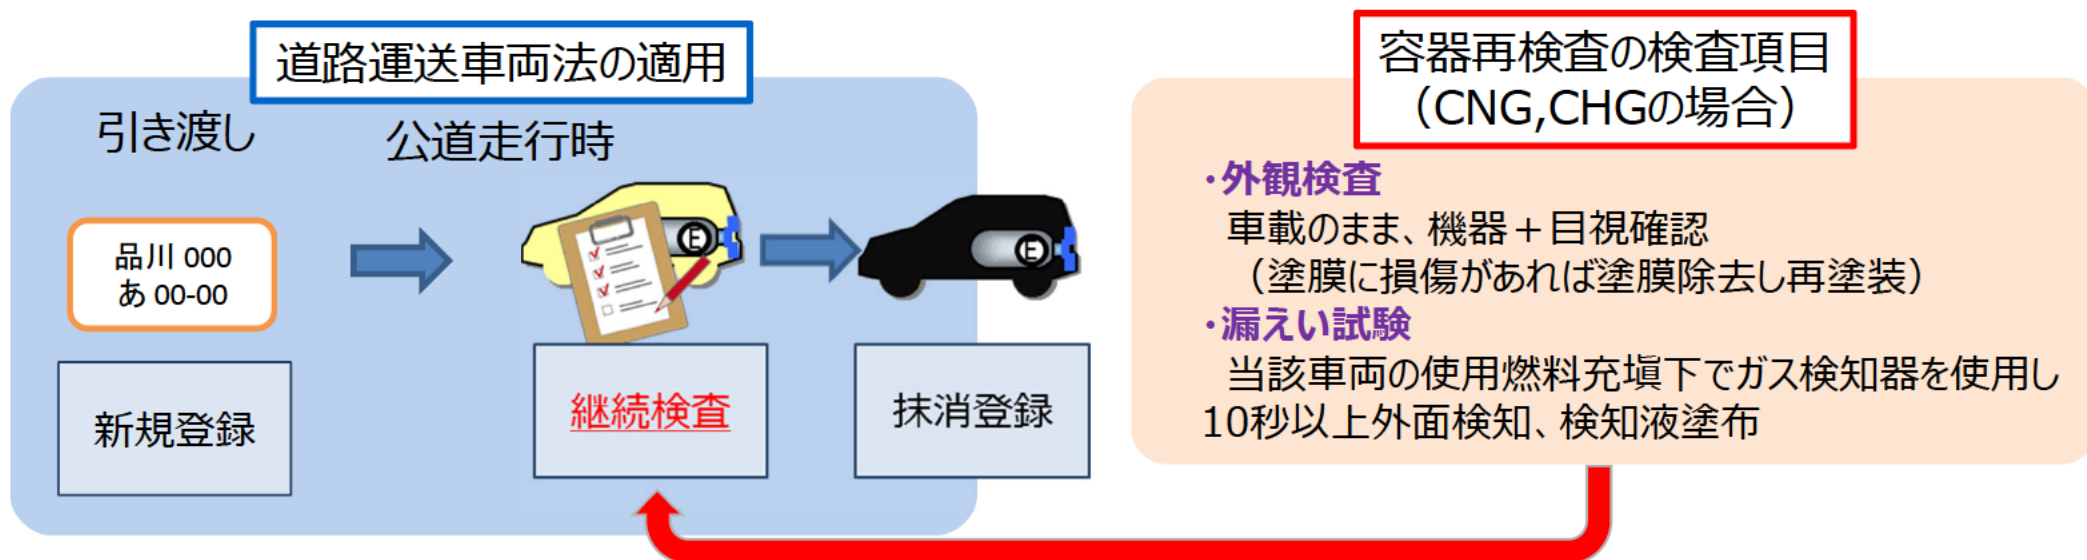 道路運送車両法の適用
引き渡し
公道走行時
品川 000
あ 00-00
E
E
新規登録
継続検査
抹消登録
容器再検査の検査項目
（CNG,CHGの場合）
・外観検査
車載のまま、機器＋目視確認
（塗膜に損傷があれば塗膜除去し再塗装）
・漏えい試験
当該車両の使用燃料充塡下でガス検知器を使用し
10秒以上外面検知、検知液塗布